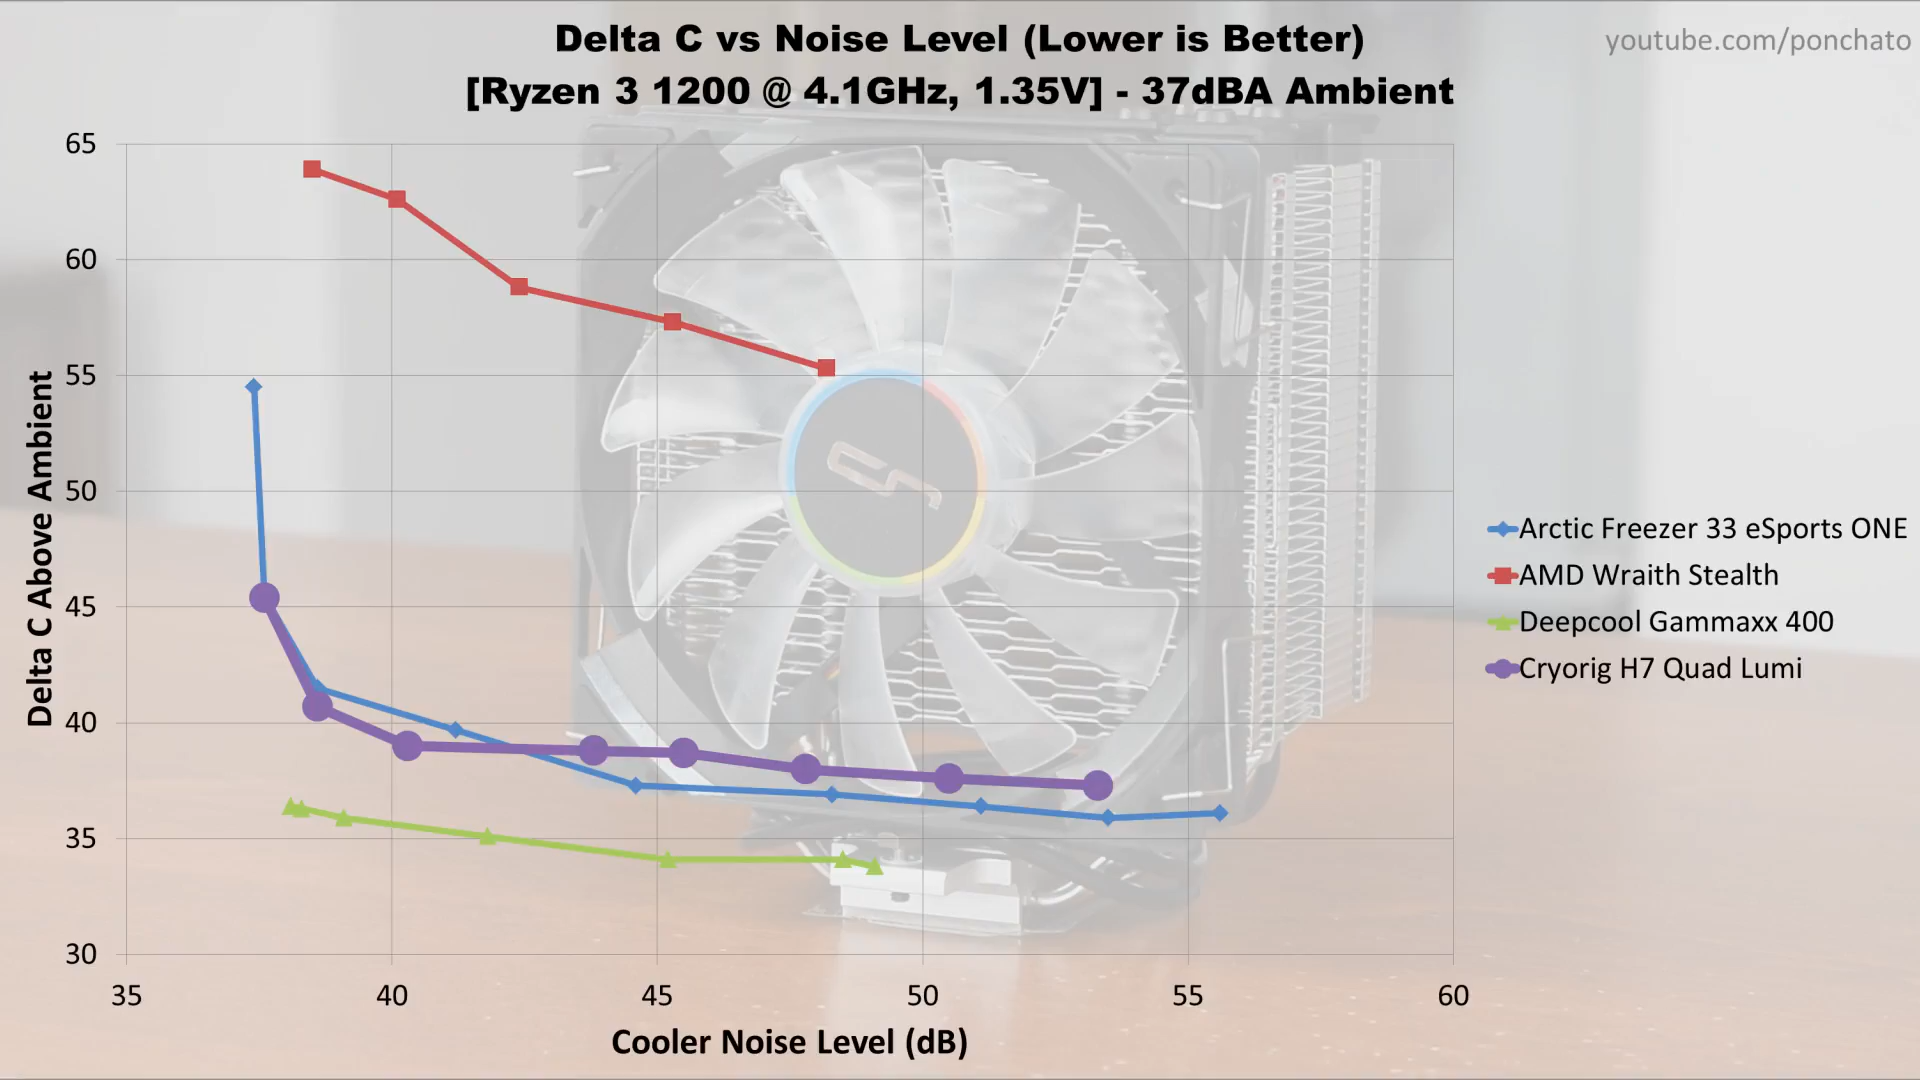 Delta C vs Noise Level (Lower is Better)
[Ryzen 3 1200 @ 4.1GHz, 1.35V] - 37dBA Ambient
youtube.com/ponchato
65
60
55
50
45
40
35
30
Delta C Above Ambient
35 40 45 50 55 60
Cooler Noise Level (dB)
Arctic Freezer 33 eSports ONE
AMD Wraith Stealth
Deepcool Gammaxx 400
Cryorig H7 Quad Lumi